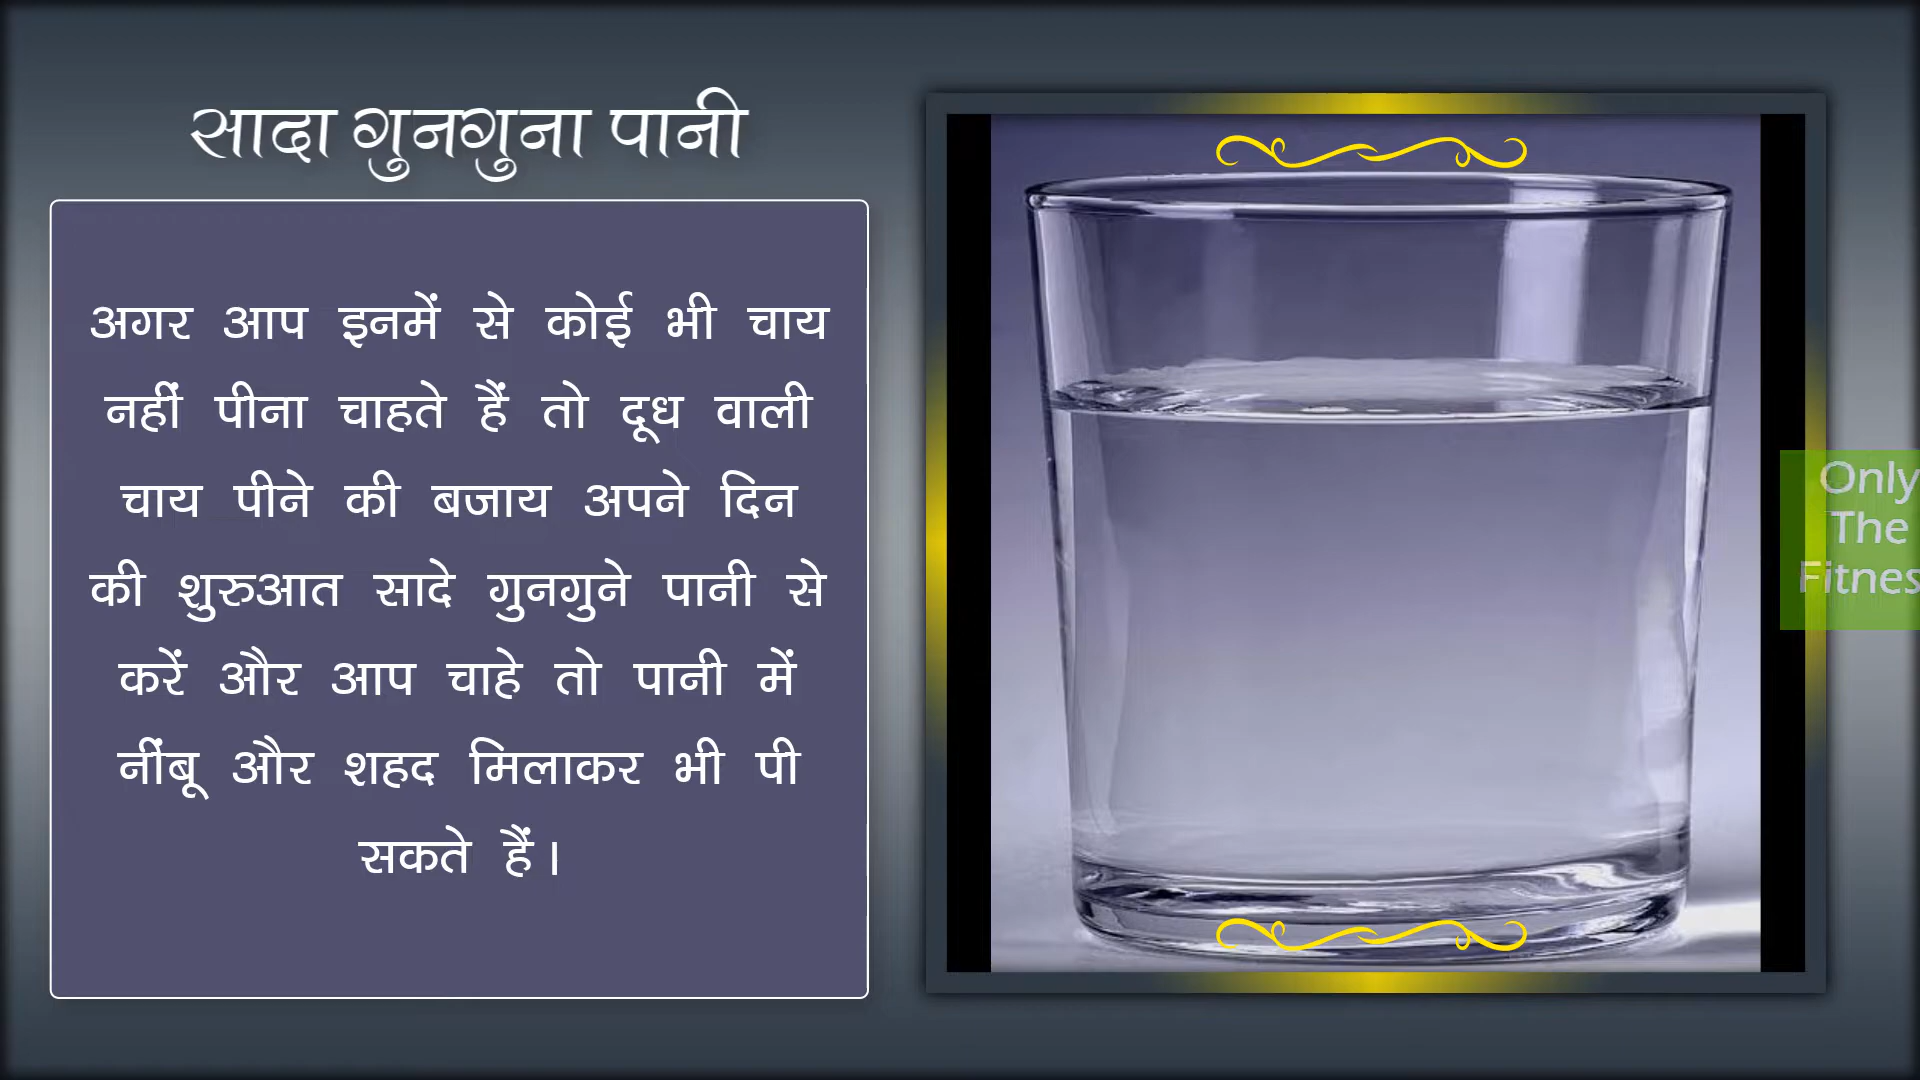 सादा गुनगुना पानी
अगर आप इनमें से कोई भी चाय
नहीं पीना चाहते हैं तो दूध वाली
चाय पीने की बजाय अपने दिन
की शुरुआत सादे गुनगुने पानी से
करें और आप चाहे तो पानी में
नींबू और शहद मिलाकर भी पी
सकते हैं।
Only
The
Fitnes